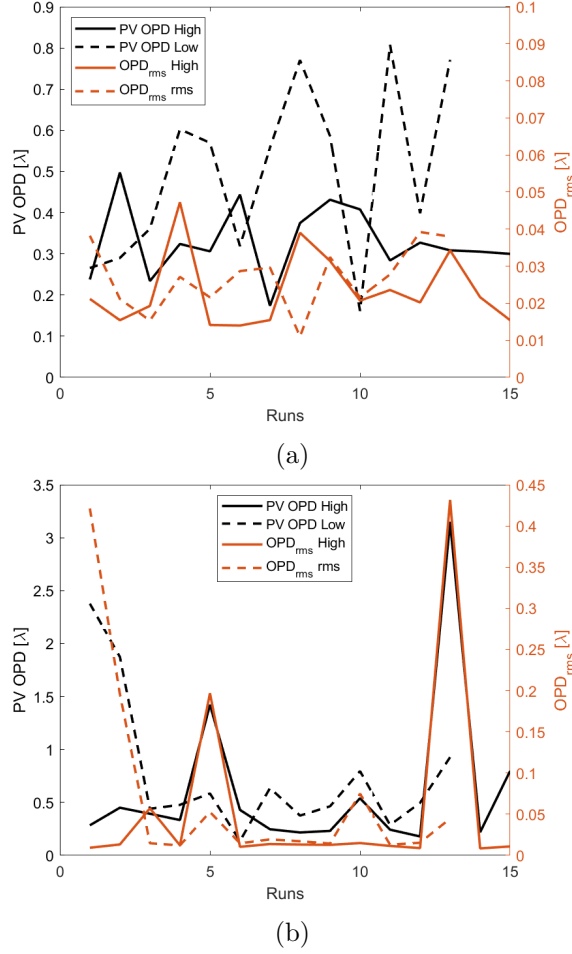 0.9
0.8
0.7
0.6
0.5
0.4
0.3
0.2
0.1
0
PV OPD [λ]
PV OPD High
PV OPD Low
OPDrms High
OPDrms rms
0.1
0.09
0.08
0.07
0.06
0.05
0.04
0.03
0.02
0.01
0
OPDrms [λ]
0 5 10 15
Runs
(a)
3.5
3
2.5
2
1.5
1
0.5
0
PV OPD [λ]
PV OPD High
PV OPD Low
OPDrms High
OPDrms rms
0.45
0.4
0.35
0.3
0.25
0.2
0.15
0.1
0.05
0
OPDrms [λ]
0 5 10 15
Runs
(b)